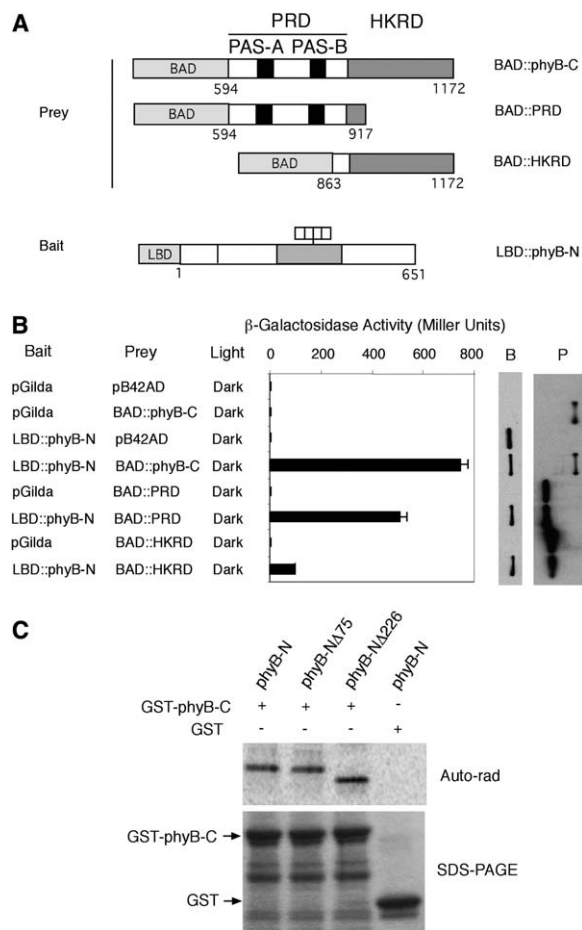 A
PRD HKRD
PAS-A PAS-B
BAD BAD::phyB-C
594 1172
Prey BAD BAD::PRD
594 917
BAD BAD::HKRD
863 1172
Bait LBD LBD::phyB-N
1 651
B
β-Galactosidase Activity (Miller Units)
Bait Prey Light 0 200 400 600 800 B P
pGilda pB42AD Dark
pGilda BAD::phyB-C Dark
LBD::phyB-N pB42AD Dark
LBD::phyB-N BAD::phyB-C Dark
pGilda BAD::PRD Dark
LBD::phyB-N BAD::PRD Dark
pGilda BAD::HKRD Dark
LBD::phyB-N BAD::HKRD Dark
C
phyB-N phyB-NΔ75 phyB-NΔ226 phyB-N
GST-phyB-C + + + -
GST - - - +
Auto-rad
GST-phyB-C
SDS-PAGE
GST